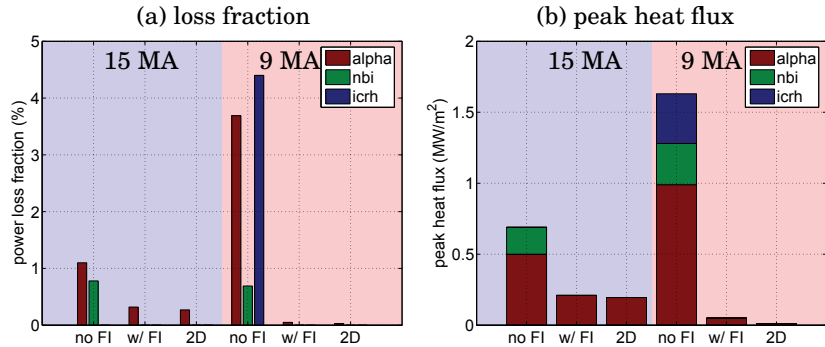 (a) loss fraction
power loss fraction (%)
5
4
3
2
1
0
15 MA
9 MA
alpha
nbi
icrh
no FI w/ FI 2D no FI w/ FI 2D
(b) peak heat flux
peak heat flux (MW/m²)
2
1.5
1
0.5
0
15 MA
9 MA
alpha
nbi
icrh
no FI w/ FI 2D no FI w/ FI 2D